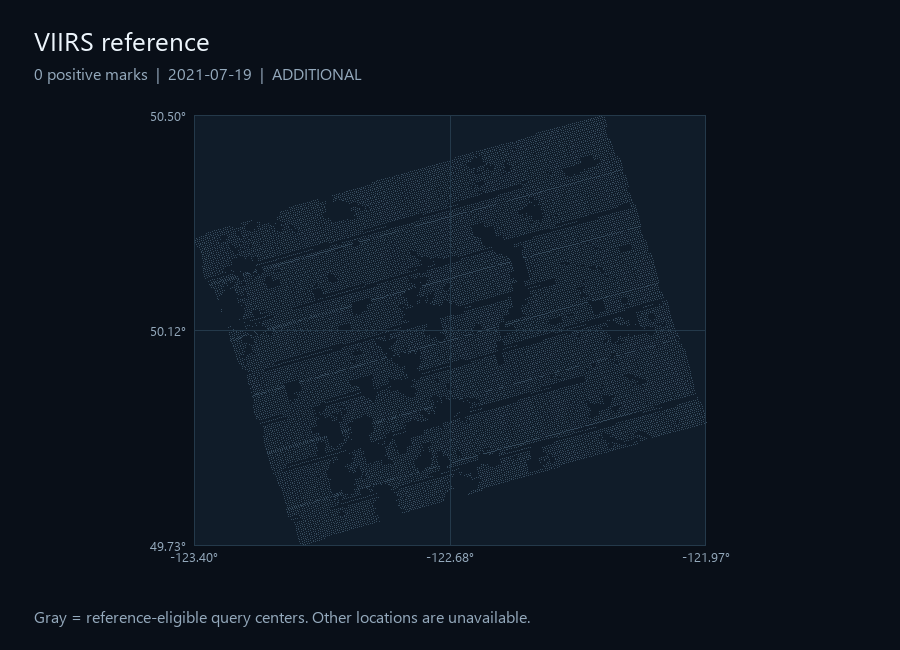 VIIRS reference
0 positive marks | 2021-07-19 | ADDITIONAL
50.50°
50.12°
49.73°
-123.40°
-122.68°
-121.97°
Gray = reference-eligible query centers. Other locations are unavailable.